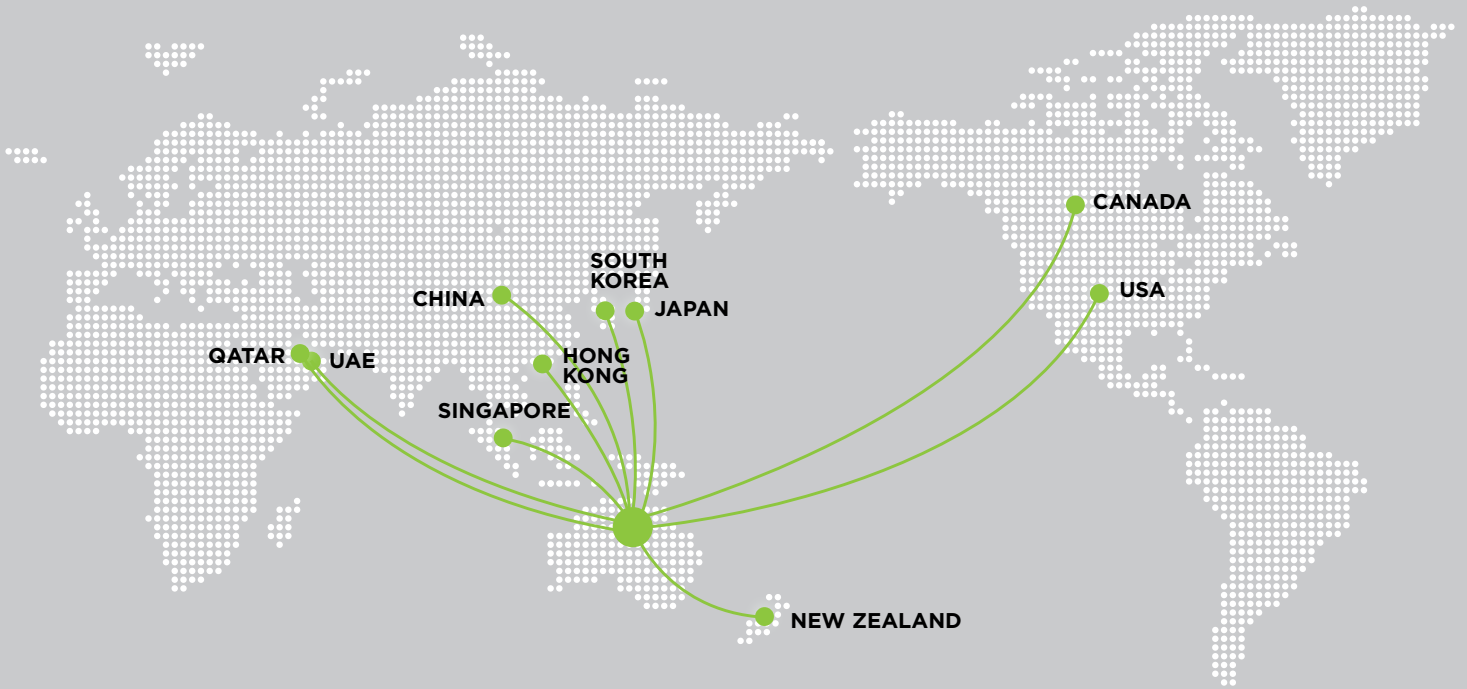 CANADA
SOUTH
KOREA
USA
CHINA
JAPAN
QATAR
UAE
HONG
KONG
SINGAPORE
NEW ZEALAND